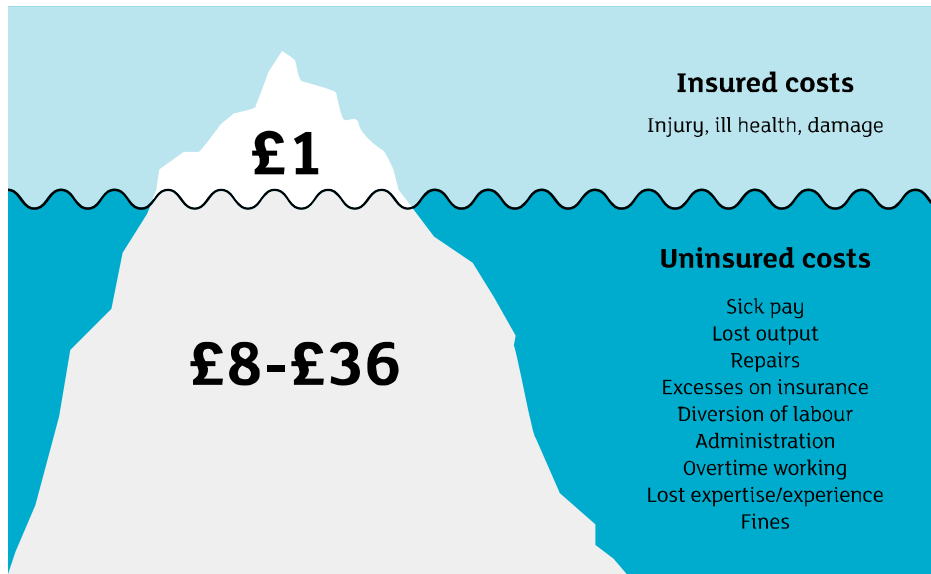 Insured costs
Injury, ill health, damage
£1
Uninsured costs
Sick pay
Lost output
Repairs
£8-£36
Excesses on insurance
Diversion of labour
Administration
Overtime working
Lost expertise/experience
Fines